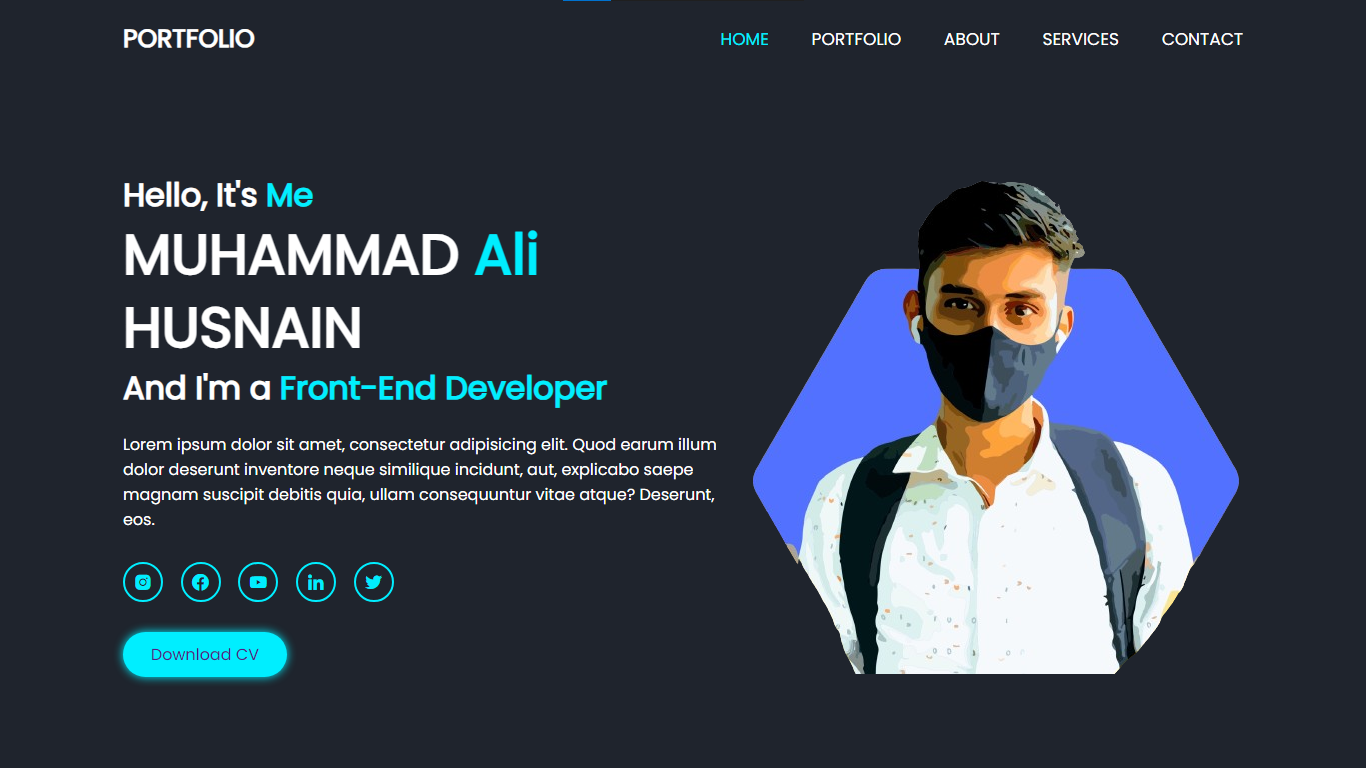 PORTFOLIO
HOME PORTFOLIO ABOUT SERVICES CONTACT
Hello, It's Me
MUHAMMAD Ali
HUSNAIN
And I'm a Front-End Developer
Lorem ipsum dolor sit amet, consectetur adipisicing elit. Quod earum illum
dolor deserunt inventore neque similique incidunt, aut, explicabo saepe
magnam suscipit debitis quia, ullam consequuntur vitae atque? Deserunt,
eos.
in
Download CV